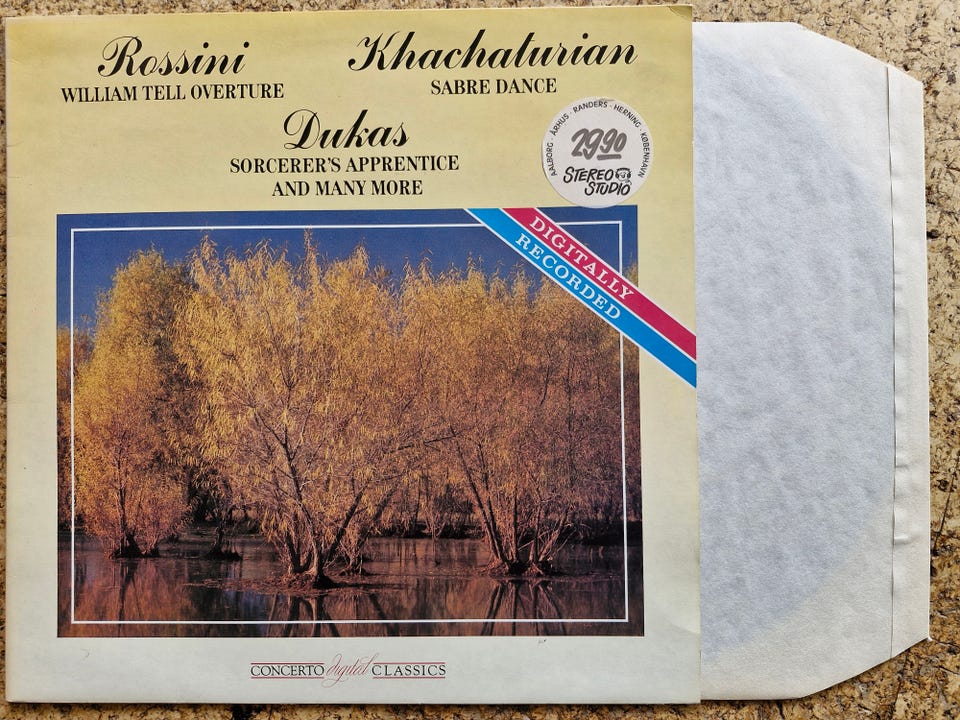 Rossini
WILLIAM TELL OVERTURE
Khachaturian
SABRE DANCE
Dukas
SORCERER'S APPRENTICE
AND MANY MORE
AALBORG · ÅRHUS · RANDERS · HERNING · KØBENHAVN
29.90
STEREO
STUDIO
DIGITALLY
RECORDED
CONCERTO digital CLASSICS